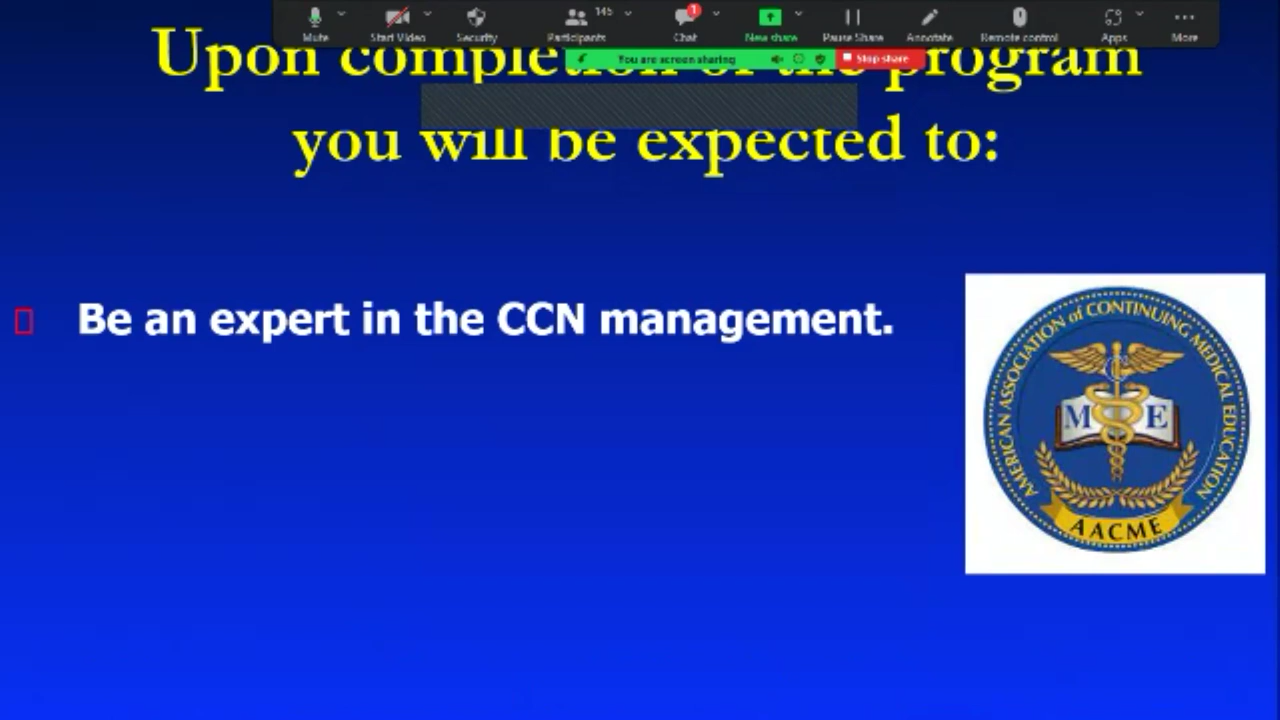 Mute
Start Video
Security
Participants
145
Chat
1
New share
Pause Share
Annotate
Remote control
Apps
More
You are screen sharing
Stop share
Upon completion of the program
you will be expected to:
Be an expert in the CCN management.
AMERICAN ASSOCIATION of CONTINUING MEDICAL EDUCATION
M E
AACME